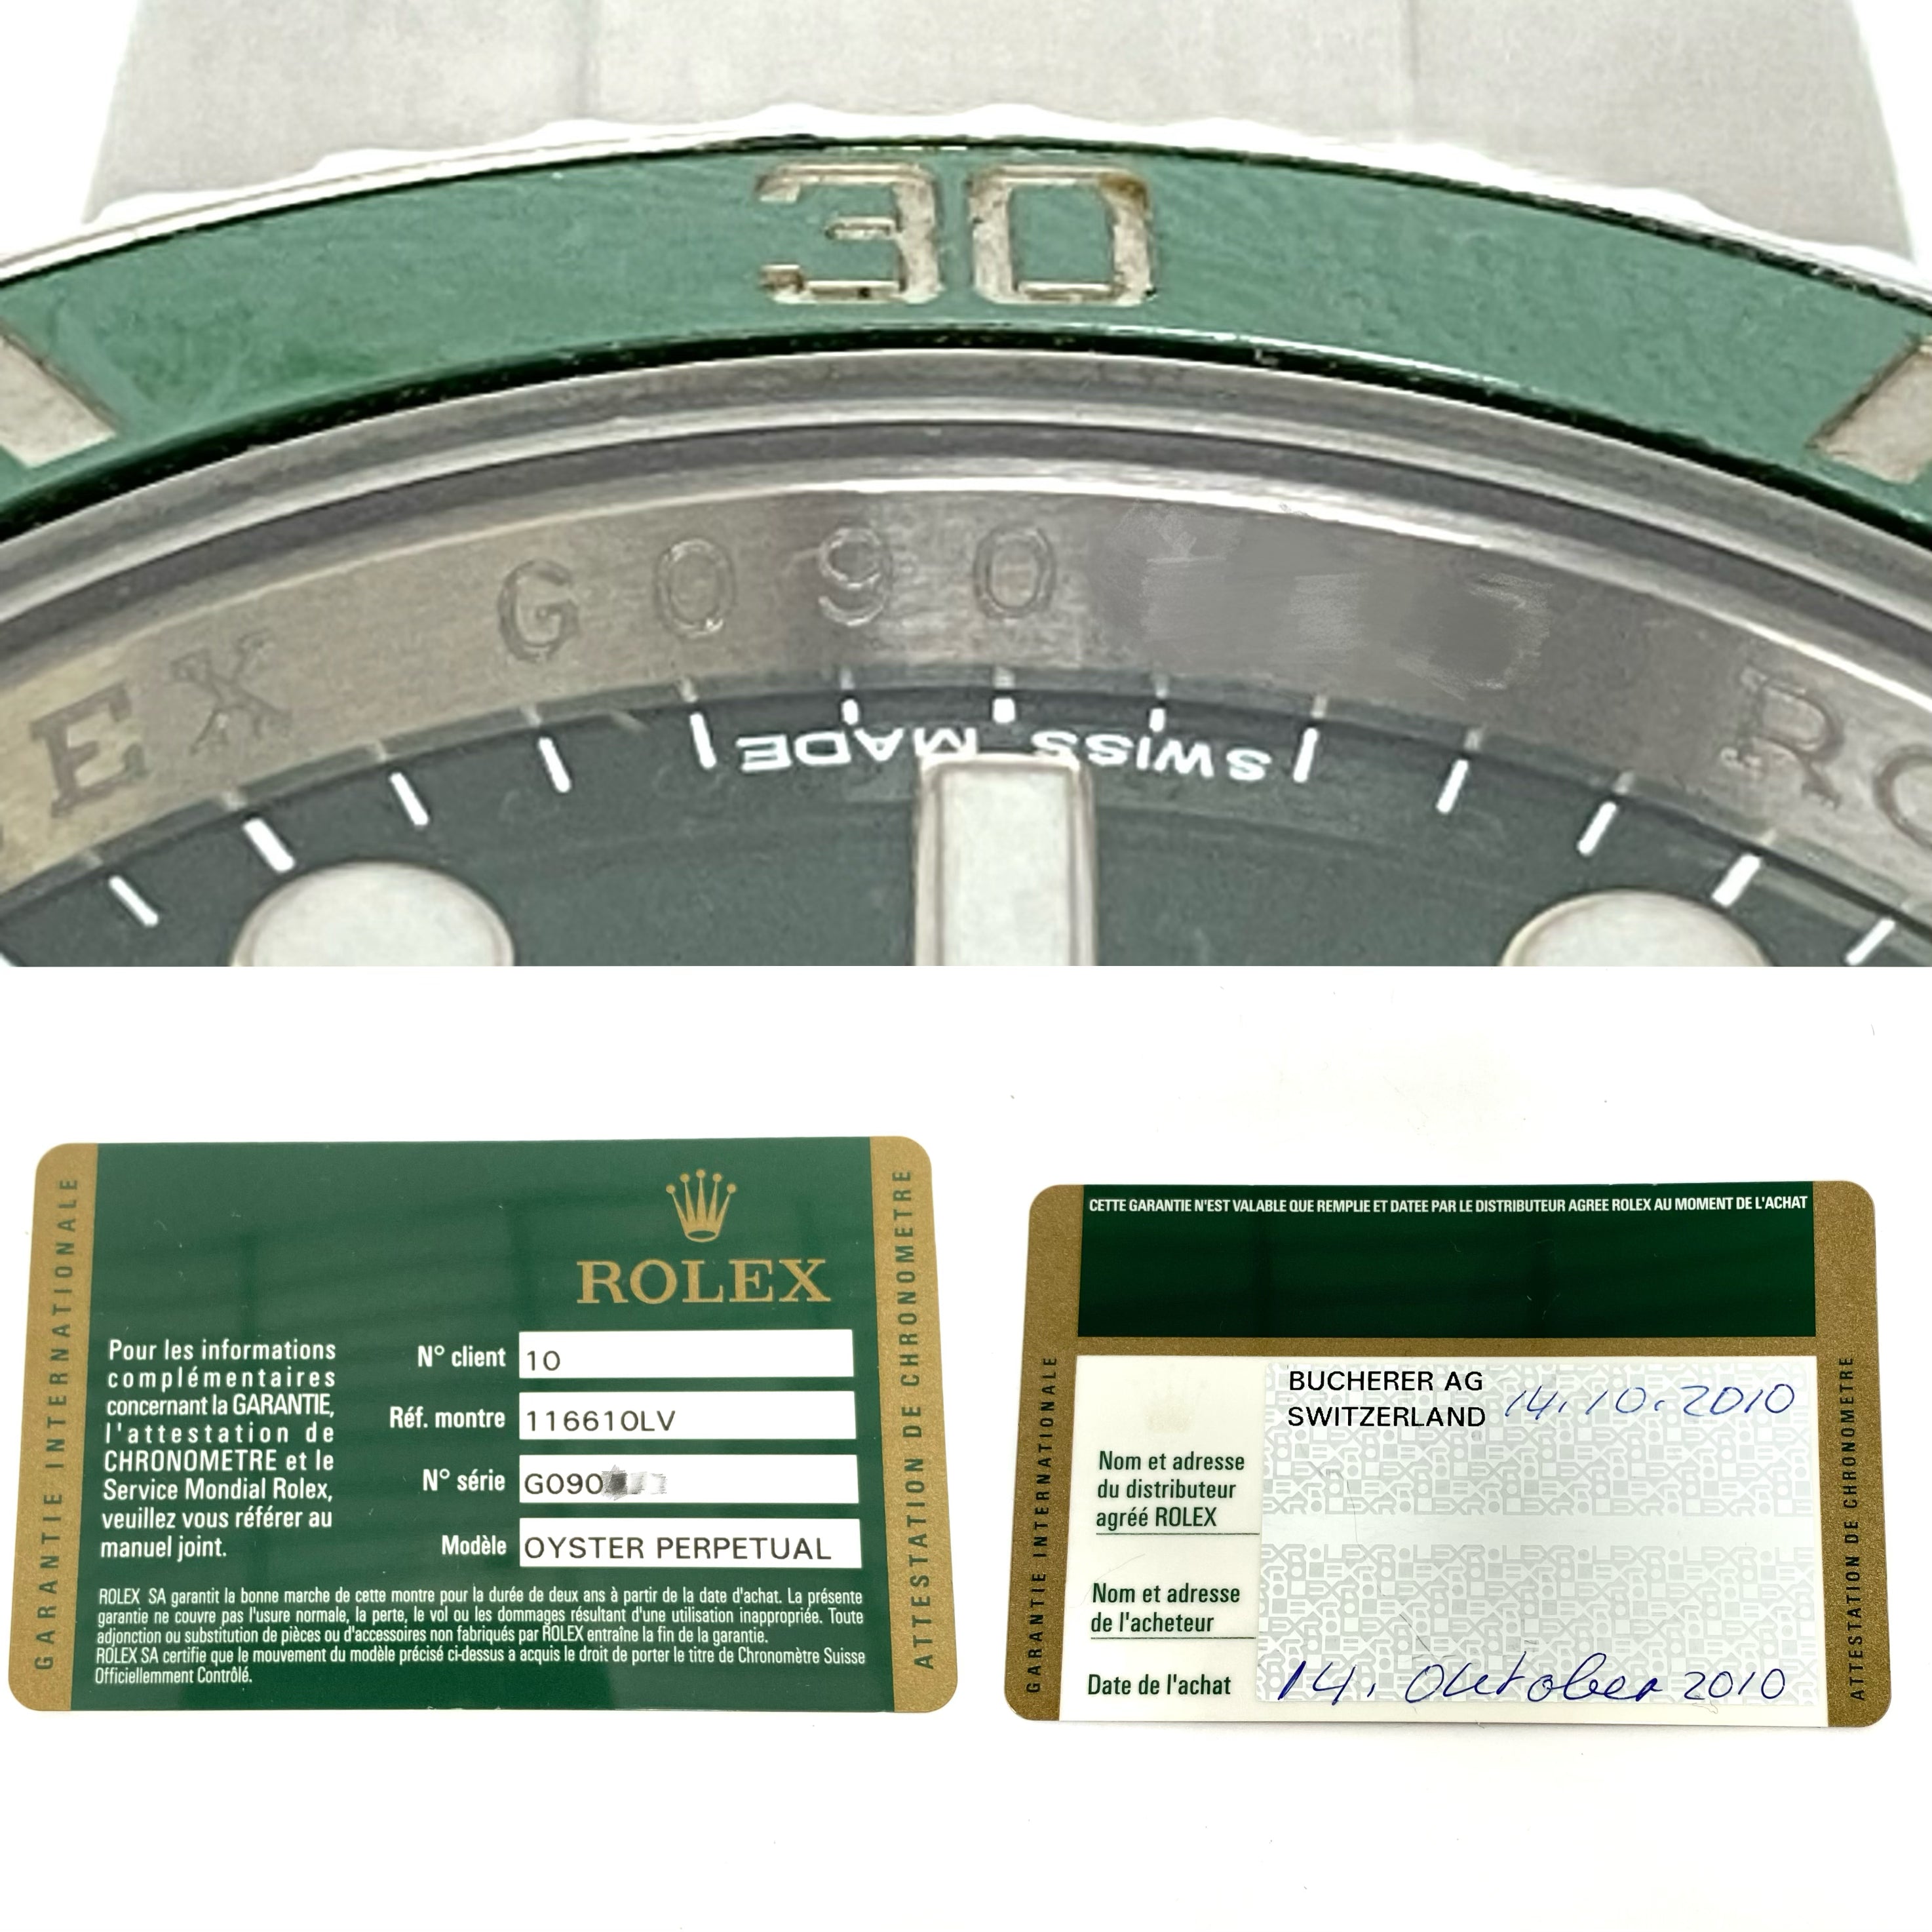 30
EX G090 RO
SWISS MADE
GARANTIE INTERNATIONALE
ROLEX
Pour les informations
complémentaires
concernant la GARANTIE,
l'attestation de
CHRONOMETRE et le
Service Mondial Rolex,
veuillez vous référer au
manuel joint.
N° client 10
Réf. montre 116610LV
N° série G090
Modèle OYSTER PERPETUAL
ROLEX SA garantit la bonne marche de cette montre pour la durée de deux ans à partir de la date d'achat. La présente
garantie ne couvre pas l'usure normale, la perte, le vol ou les dommages résultant d'une utilisation inappropriée. Toute
adjonction ou substitution de pièces ou d'accessoires non fabriqués par ROLEX entraîne la fin de la garantie.
ROLEX SA certifie que le mouvement du modèle précisé ci-dessus a acquis le droit de porter le titre de Chronomètre Suisse
Officiellemment Contrôlé.
ATTESTATION DE CHRONOMETRE
CETTE GARANTIE N'EST VALABLE QUE REMPLIE ET DATEE PAR LE DISTRIBUTEUR AGREE ROLEX AU MOMENT DE L'ACHAT
GARANTIE INTERNATIONALE
BUCHERER AG
SWITZERLAND
14.10.2010
Nom et adresse
du distributeur
agréé ROLEX
Nom et adresse
de l'acheteur
Date de l'achat 14. Oktober 2010
ATTESTATION DE CHRONOMETRE